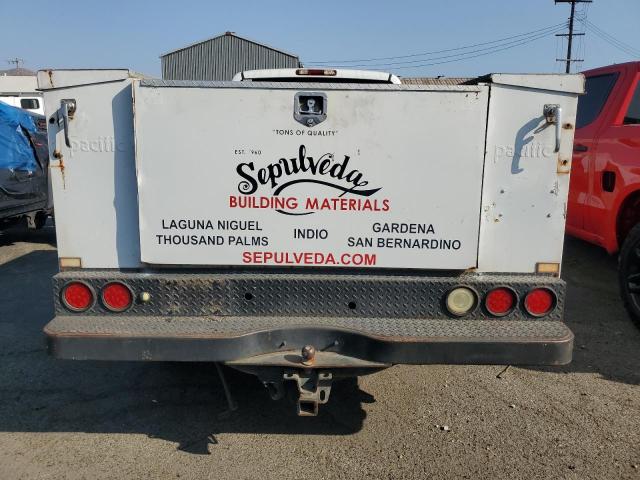 pacific
pacific
"TONS OF QUALITY"
EST. 1960
Sepulveda
BUILDING MATERIALS
LAGUNA NIGUEL
THOUSAND PALMS
INDIO
GARDENA
SAN BERNARDINO
SEPULVEDA.COM